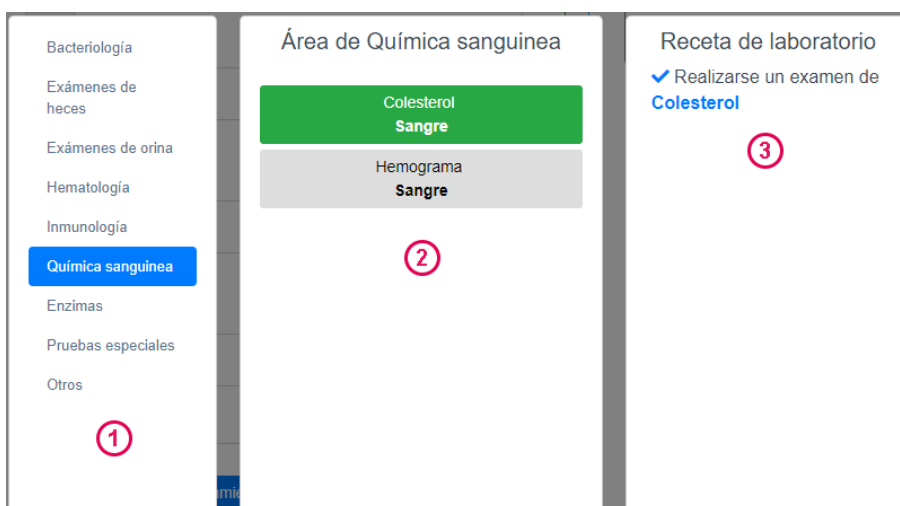 Bacteriología
Exámenes de
heces
Exámenes de orina
Hematología
Inmunología
Química sanguinea
Enzimas
Pruebas especiales
Otros
1
Área de Química sanguinea
Colesterol
Sangre
Hemograma
Sangre
2
Receta de laboratorio
Realizarse un examen de
Colesterol
3